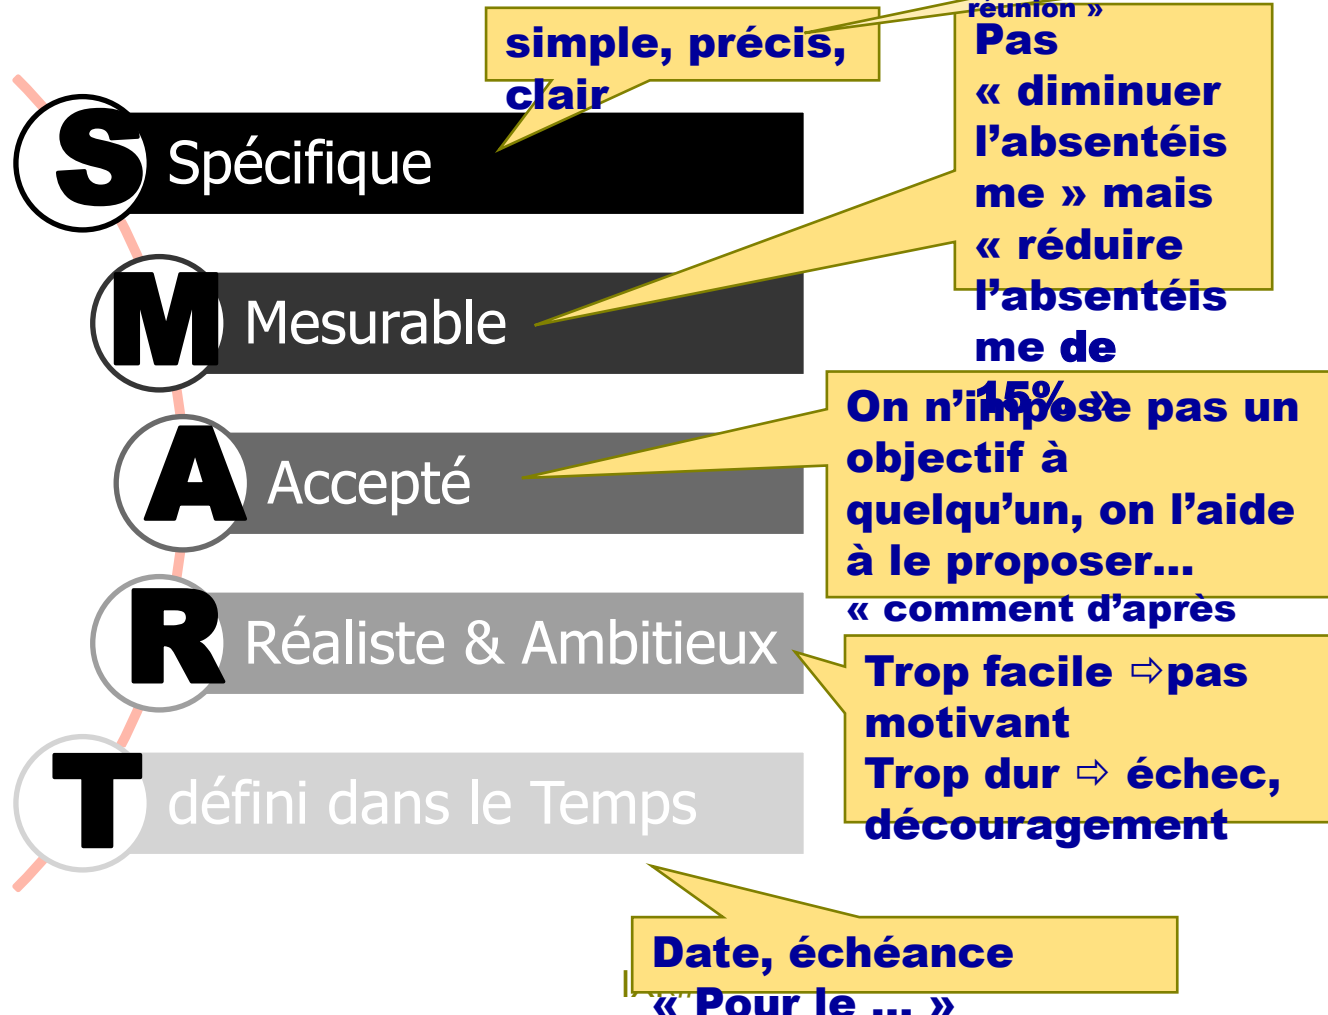 réunion »
simple, précis,
clair
S
Spécifique
Pas
« diminuer
l’absentéis
me » mais
« réduire
l’absentéis
me de
15% »
M
Mesurable
A
Accepté
On n’impose pas un
objectif à
quelqu'un, on l’aide
à le proposer…
« comment d’après
R
Réaliste & Ambitieux
Trop facile ⇨pas
motivant
Trop dur ⇨ échec,
découragement
T
défini dans le Temps
Date, échéance
« Pour le … »